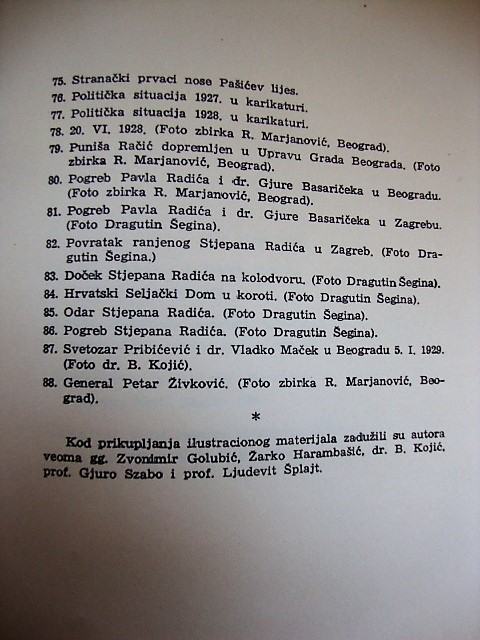 75. Stranački prvaci nose Pašićev lijes.
76. Politička situacija 1927. u karikaturi.
77. Politička situacija 1928. u karikaturi.
78. 20. VI. 1928. (Foto zbirka R. Marjanović, Beograd).
79. Puniša Račić dopremljen u Upravu Grada Beograda. (Foto
zbirka R. Marjanović, Beograd).
80. Pogreb Pavla Radića i dr. Gjure Basaričeka u Beogradu.
(Foto zbirka R. Marjanović, Beograd).
81. Pogreb Pavla Radića i dr. Gjure Basaričeka u Zagrebu.
(Foto Dragutin Šegina).
82. Povratak ranjenog Stjepana Radića u Zagreb. (Foto Dra-
gutin Šegina.)
83. Doček Stjepana Radića na kolodvoru. (Foto Dragutin Šegina).
84. Hrvatski Seljački Dom u koroti. (Foto Dragutin Šegina).
85. Odar Stjepana Radića. (Foto Dragutin Šegina).
86. Pogreb Stjepana Radića. (Foto Dragutin Šegina).
87. Svetozar Pribićević i dr. Vladko Maček u Beogradu 5. I. 1929.
(Foto dr. B. Kojić).
88. General Petar Živković. (Foto zbirka R. Marjanović, Beo-
grad).
*
Kod prikupljanja ilustracionog materijala zadužili su autora
veoma gg. Zvonimir Golubić, Žarko Harambašić, dr. B. Kojić,
prof. Gjuro Szabo i prof. Ljudevit Šplajt.